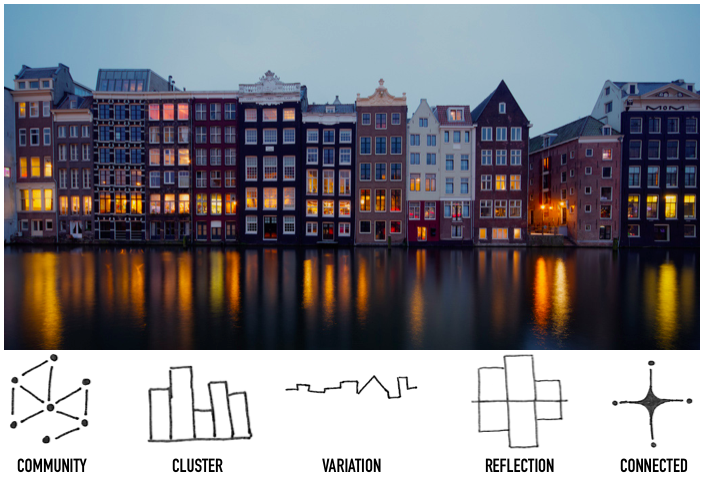 COMMUNITY
CLUSTER
VARIATION
REFLECTION
CONNECTED